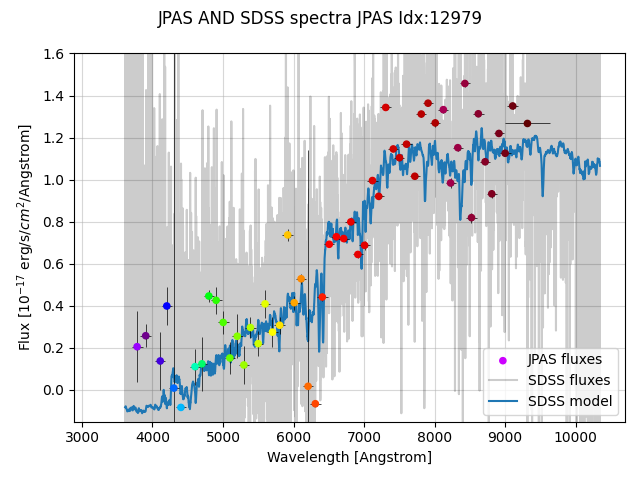 JPAS AND SDSS spectra JPAS Idx:12979
1.6
1.4
1.2
1.0
0.8
0.6
0.4
0.2
0.0
Flux [10⁻¹⁷ erg/s/cm²/Angstrom]
JPAS fluxes
SDSS fluxes
SDSS model
3000 4000 5000 6000 7000 8000 9000 10000
Wavelength [Angstrom]